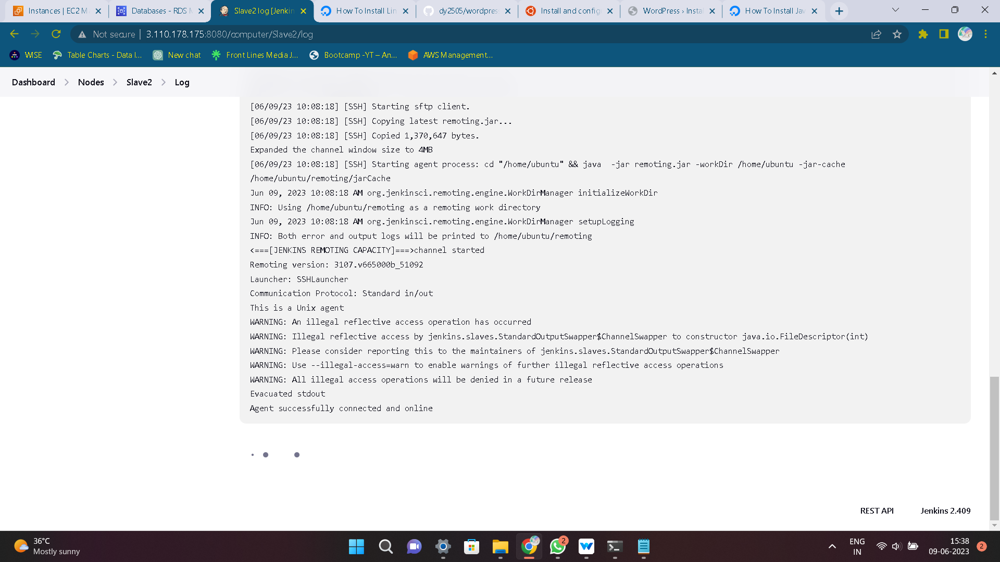 Instances | EC2 M
Databases - RDS M
Slave2 log [Jenkin
How To Install Lin
dy2505/wordpress
Install and config
WordPress › Insta
How To Install Jav
Not secure | 3.110.178.175:8080/computer/Slave2/log
WISE
Table Charts - Data I...
New chat
Front Lines Media J...
Bootcamp -YT – An...
AWS Management...
Dashboard > Nodes > Slave2 > Log
[06/09/23 10:08:18] [SSH] Starting sftp client.
[06/09/23 10:08:18] [SSH] Copying latest remoting.jar...
[06/09/23 10:08:18] [SSH] Copied 1,370,647 bytes.
Expanded the channel window size to 4MB
[06/09/23 10:08:18] [SSH] Starting agent process: cd "/home/ubuntu" && java  -jar remoting.jar -workDir /home/ubuntu -jar-cache
/home/ubuntu/remoting/jarCache
Jun 09, 2023 10:08:18 AM org.jenkinsci.remoting.engine.WorkDirManager initializeWorkDir
INFO: Using /home/ubuntu/remoting as a remoting work directory
Jun 09, 2023 10:08:18 AM org.jenkinsci.remoting.engine.WorkDirManager setupLogging
INFO: Both error and output logs will be printed to /home/ubuntu/remoting
<===[JENKINS REMOTING CAPACITY]===>channel started
Remoting version: 3107.v665000b_51092
Launcher: SSHLauncher
Communication Protocol: Standard in/out
This is a Unix agent
WARNING: An illegal reflective access operation has occurred
WARNING: Illegal reflective access by jenkins.slaves.StandardOutputSwapper$ChannelSwapper to constructor java.io.FileDescriptor(int)
WARNING: Please consider reporting this to the maintainers of jenkins.slaves.StandardOutputSwapper$ChannelSwapper
WARNING: Use --illegal-access=warn to enable warnings of further illegal reflective access operations
WARNING: All illegal access operations will be denied in a future release
Evacuated stdout
Agent successfully connected and online
REST API
Jenkins 2.409
36°C
Mostly sunny
2
ENG
IN
15:38
09-06-2023
2